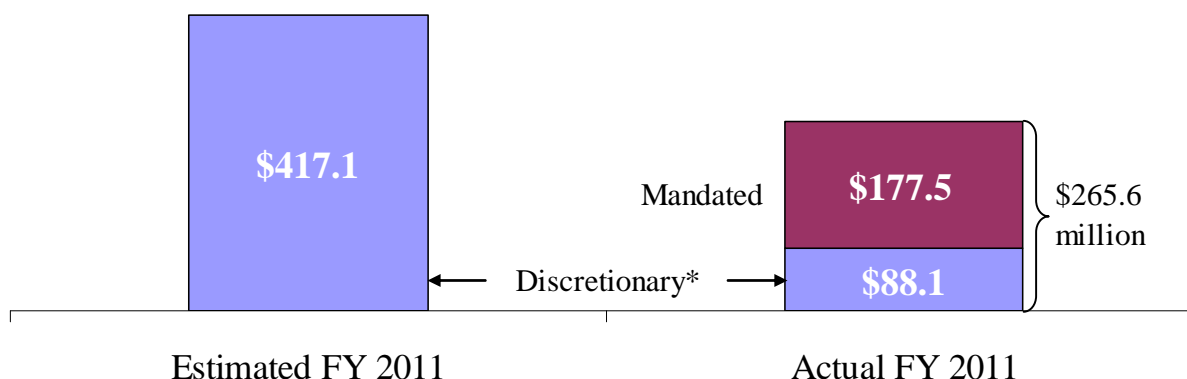 $417.1
Mandated
$177.5
$265.6
million
Discretionary*
$88.1
Estimated FY 2011
Actual FY 2011